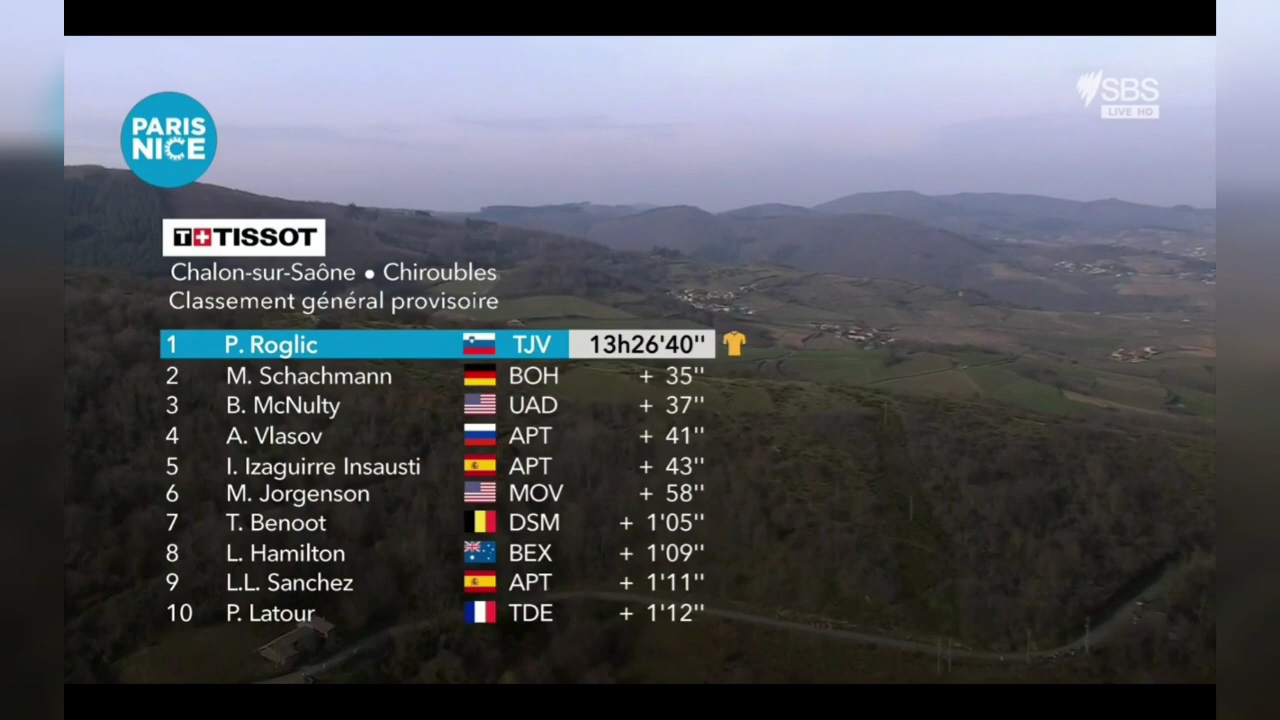 PARIS
NICE
SBS
LIVE HD
T+TISSOT
Chalon-sur-Saône • Chiroubles
Classement général provisoire
1 P. Roglic TJV 13h26'40''
2 M. Schachmann BOH + 35''
3 B. McNulty UAD + 37''
4 A. Vlasov APT + 41''
5 I. Izaguirre Insausti APT + 43''
6 M. Jorgenson MOV + 58''
7 T. Benoot DSM + 1'05''
8 L. Hamilton BEX + 1'09''
9 L.L. Sanchez APT + 1'11''
10 P. Latour TDE + 1'12''